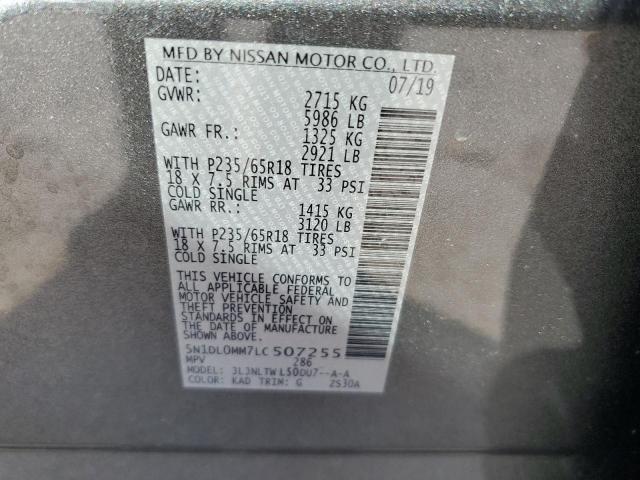 MFD BY NISSAN MOTOR CO., LTD.
DATE: 07/19
GVWR: 2715 KG
5986 LB
GAWR FR.: 1325 KG
2921 LB
WITH P235/65R18 TIRES
18 X 7.5 RIMS AT 33 PSI
COLD SINGLE
GAWR RR.: 1415 KG
3120 LB
WITH P235/65R18 TIRES
18 X 7.5 RIMS AT 33 PSI
COLD SINGLE
THIS VEHICLE CONFORMS TO
ALL APPLICABLE FEDERAL
MOTOR VEHICLE SAFETY AND
THEFT PREVENTION
STANDARDS IN EFFECT ON
THE DATE OF MANUFACTURE
SHOWN ABOVE.
5N1DL0MM7LC507255
MPV 286
MODEL: 3L3NLTWL50DU7--A-A
COLOR: KAD TRIM: G 2S30A